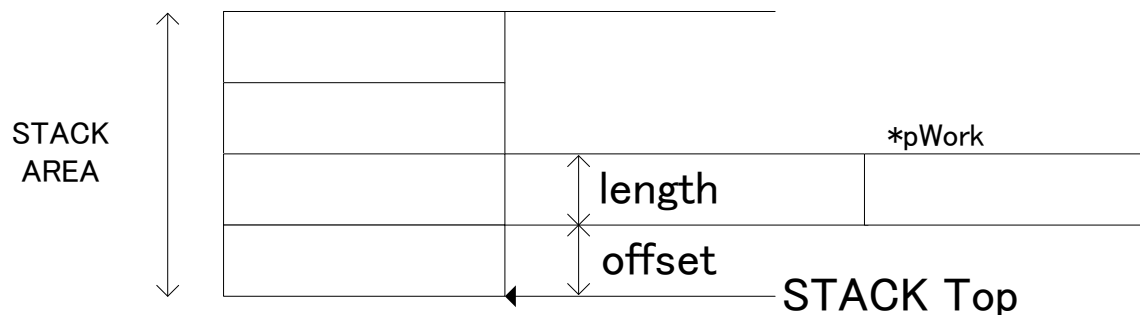 STACK
AREA
*pWork
length
offset
STACK Top